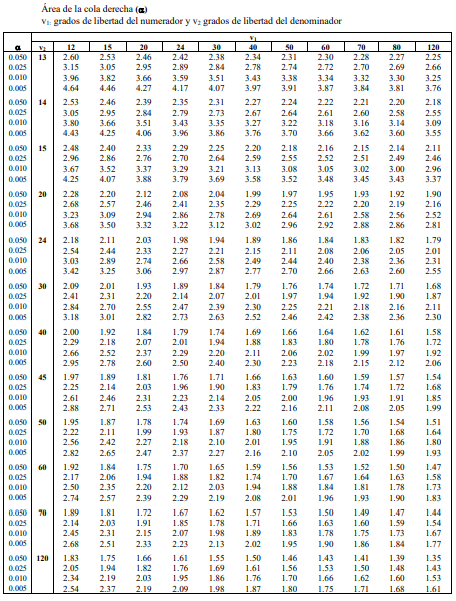 Área de la cola derecha (α)
v₁: grados de libertad del numerador y v₂ grados de libertad del denominador
v₁
α v₂ 12 15 20 24 30 40 50 60 70 80 120
0.050 13 2.60 2.53 2.46 2.42 2.38 2.34 2.31 2.30 2.28 2.27 2.25
0.025 3.15 3.05 2.95 2.89 2.84 2.78 2.74 2.72 2.70 2.69 2.66
0.010 3.96 3.82 3.66 3.59 3.51 3.43 3.38 3.34 3.32 3.30 3.25
0.005 4.64 4.46 4.27 4.17 4.07 3.97 3.91 3.87 3.84 3.81 3.76
0.050 14 2.53 2.46 2.39 2.35 2.31 2.27 2.24 2.22 2.21 2.20 2.18
0.025 3.05 2.95 2.84 2.79 2.73 2.67 2.64 2.61 2.60 2.58 2.55
0.010 3.80 3.66 3.51 3.43 3.35 3.27 3.22 3.18 3.16 3.14 3.09
0.005 4.43 4.25 4.06 3.96 3.86 3.76 3.70 3.66 3.62 3.60 3.55
0.050 15 2.48 2.40 2.33 2.29 2.25 2.20 2.18 2.16 2.15 2.14 2.11
0.025 2.96 2.86 2.76 2.70 2.64 2.59 2.55 2.52 2.51 2.49 2.46
0.010 3.67 3.52 3.37 3.29 3.21 3.13 3.08 3.05 3.02 3.00 2.96
0.005 4.25 4.07 3.88 3.79 3.69 3.58 3.52 3.48 3.45 3.43 3.37
0.050 20 2.28 2.20 2.12 2.08 2.04 1.99 1.97 1.95 1.93 1.92 1.90
0.025 2.68 2.57 2.46 2.41 2.35 2.29 2.25 2.22 2.20 2.19 2.16
0.010 3.23 3.09 2.94 2.86 2.78 2.69 2.64 2.61 2.58 2.56 2.52
0.005 3.68 3.50 3.32 3.22 3.12 3.02 2.96 2.92 2.88 2.86 2.81
0.050 24 2.18 2.11 2.03 1.98 1.94 1.89 1.86 1.84 1.83 1.82 1.79
0.025 2.54 2.44 2.33 2.27 2.21 2.15 2.11 2.08 2.06 2.05 2.01
0.010 3.03 2.89 2.74 2.66 2.58 2.49 2.44 2.40 2.38 2.36 2.31
0.005 3.42 3.25 3.06 2.97 2.87 2.77 2.70 2.66 2.63 2.60 2.55
0.050 30 2.09 2.01 1.93 1.89 1.84 1.79 1.76 1.74 1.72 1.71 1.68
0.025 2.41 2.31 2.20 2.14 2.07 2.01 1.97 1.94 1.92 1.90 1.87
0.010 2.84 2.70 2.55 2.47 2.39 2.30 2.25 2.21 2.18 2.16 2.11
0.005 3.18 3.01 2.82 2.73 2.63 2.52 2.46 2.42 2.38 2.36 2.30
0.050 40 2.00 1.92 1.84 1.79 1.74 1.69 1.66 1.64 1.62 1.61 1.58
0.025 2.29 2.18 2.07 2.01 1.94 1.88 1.83 1.80 1.78 1.76 1.72
0.010 2.66 2.52 2.37 2.29 2.20 2.11 2.06 2.02 1.99 1.97 1.92
0.005 2.95 2.78 2.60 2.50 2.40 2.30 2.23 2.18 2.15 2.12 2.06
0.050 45 1.97 1.89 1.81 1.76 1.71 1.66 1.63 1.60 1.59 1.57 1.54
0.025 2.25 2.14 2.03 1.96 1.90 1.83 1.79 1.76 1.74 1.72 1.68
0.010 2.61 2.46 2.31 2.23 2.14 2.05 2.00 1.96 1.93 1.91 1.85
0.005 2.88 2.71 2.53 2.43 2.33 2.22 2.16 2.11 2.08 2.05 1.99
0.050 50 1.95 1.87 1.78 1.74 1.69 1.63 1.60 1.58 1.56 1.54 1.51
0.025 2.22 2.11 1.99 1.93 1.87 1.80 1.75 1.72 1.70 1.68 1.64
0.010 2.56 2.42 2.27 2.18 2.10 2.01 1.95 1.91 1.88 1.86 1.80
0.005 2.82 2.65 2.47 2.37 2.27 2.16 2.10 2.05 2.02 1.99 1.93
0.050 60 1.92 1.84 1.75 1.70 1.65 1.59 1.56 1.53 1.52 1.50 1.47
0.025 2.17 2.06 1.94 1.88 1.82 1.74 1.70 1.67 1.64 1.63 1.58
0.010 2.50 2.35 2.20 2.12 2.03 1.94 1.88 1.84 1.81 1.78 1.73
0.005 2.74 2.57 2.39 2.29 2.19 2.08 2.01 1.96 1.93 1.90 1.83
0.050 70 1.89 1.81 1.72 1.67 1.62 1.57 1.53 1.50 1.49 1.47 1.44
0.025 2.14 2.03 1.91 1.85 1.78 1.71 1.66 1.63 1.60 1.59 1.54
0.010 2.45 2.31 2.15 2.07 1.98 1.89 1.83 1.78 1.75 1.73 1.67
0.005 2.68 2.51 2.33 2.23 2.13 2.02 1.95 1.90 1.86 1.84 1.77
0.050 120 1.83 1.75 1.66 1.61 1.55 1.50 1.46 1.43 1.41 1.39 1.35
0.025 2.05 1.94 1.82 1.76 1.69 1.61 1.56 1.53 1.50 1.48 1.43
0.010 2.34 2.19 2.03 1.95 1.86 1.76 1.70 1.66 1.62 1.60 1.53
0.005 2.54 2.37 2.19 2.09 1.98 1.87 1.80 1.75 1.71 1.68 1.61